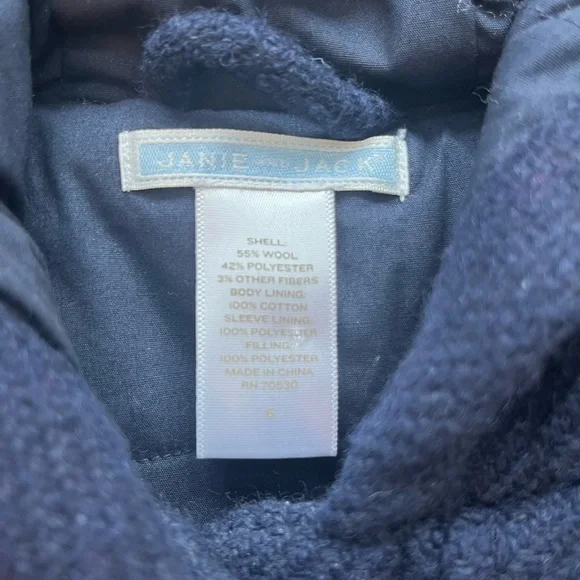 JANIE AND JACK
SHELL:
55% WOOL
42% POLYESTER
3% OTHER FIBERS
BODY LINING:
100% COTTON
SLEEVE LINING:
100% POLYESTER
FILLING:
100% POLYESTER
MADE IN CHINA
RN 70530
6